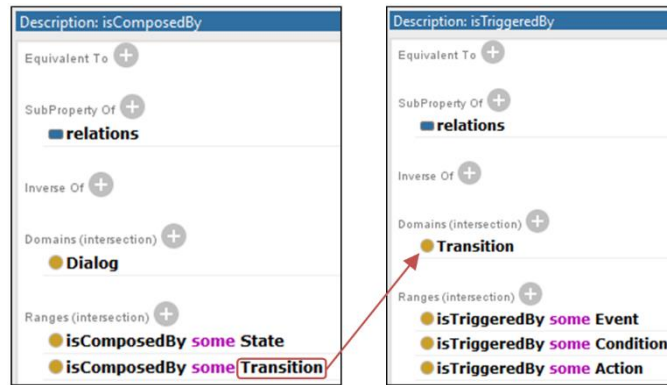 Description: isComposedBy
Equivalent To
SubProperty Of
relations
Inverse Of
Domains (intersection)
Dialog
Ranges (intersection)
isComposedBy some State
isComposedBy some Transition
Description: isTriggeredBy
Equivalent To
SubProperty Of
relations
Inverse Of
Domains (intersection)
Transition
Ranges (intersection)
isTriggeredBy some Event
isTriggeredBy some Condition
isTriggeredBy some Action